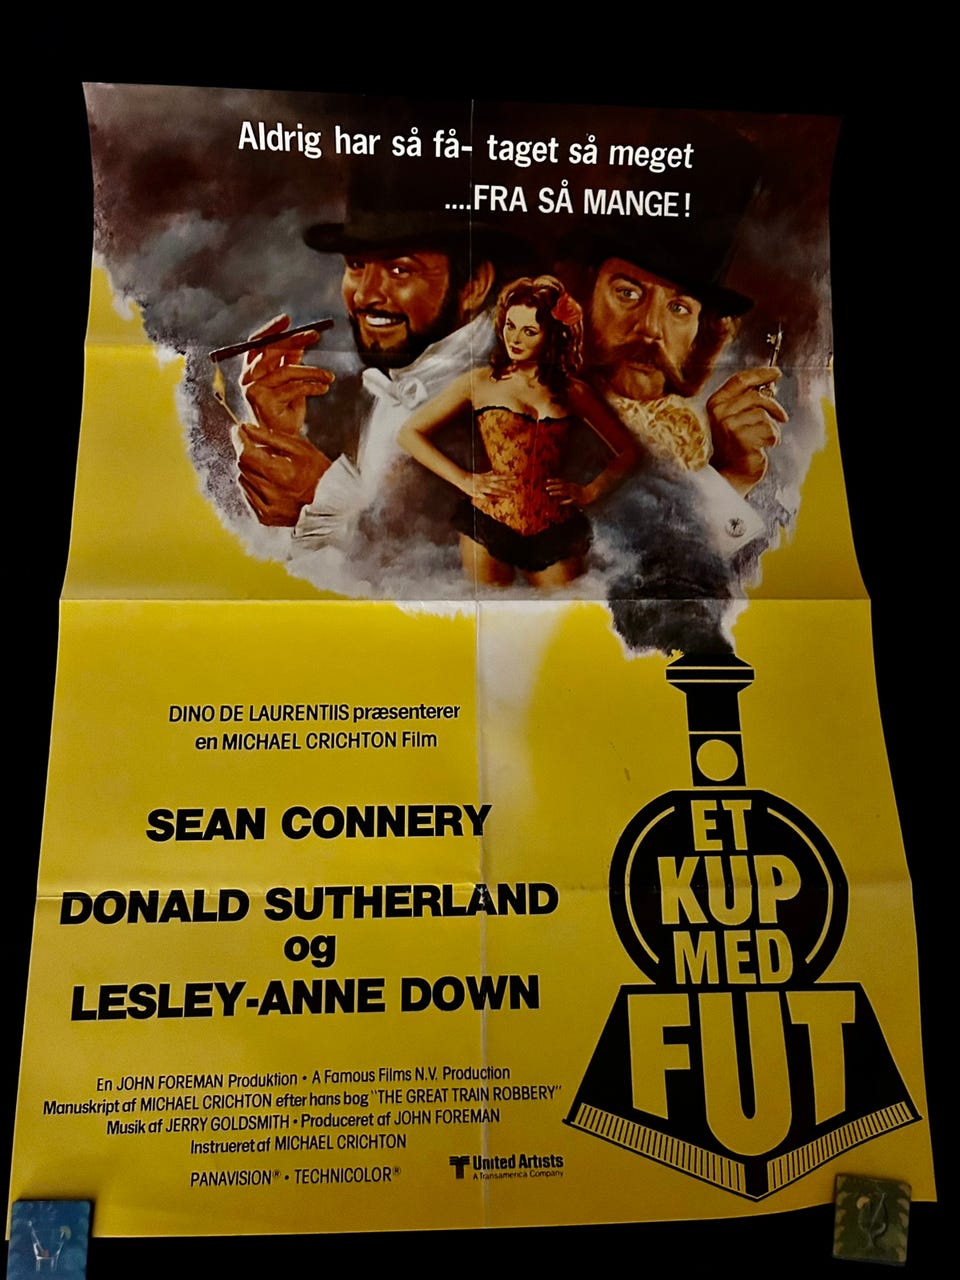 Aldrig har så få- taget så meget
....FRA SÅ MANGE!
DINO DE LAURENTIIS præsenterer
en MICHAEL CRICHTON Film
SEAN CONNERY
DONALD SUTHERLAND
og
LESLEY-ANNE DOWN
En JOHN FOREMAN Produktion • A Famous Films N.V. Production
Manuskript af MICHAEL CRICHTON efter hans bog "THE GREAT TRAIN ROBBERY"
Musik af JERRY GOLDSMITH • Produceret af JOHN FOREMAN
Instrueret af MICHAEL CRICHTON
PANAVISION® • TECHNICOLOR®
United Artists
A Transamerica Company
ET
KUP
MED
FUT